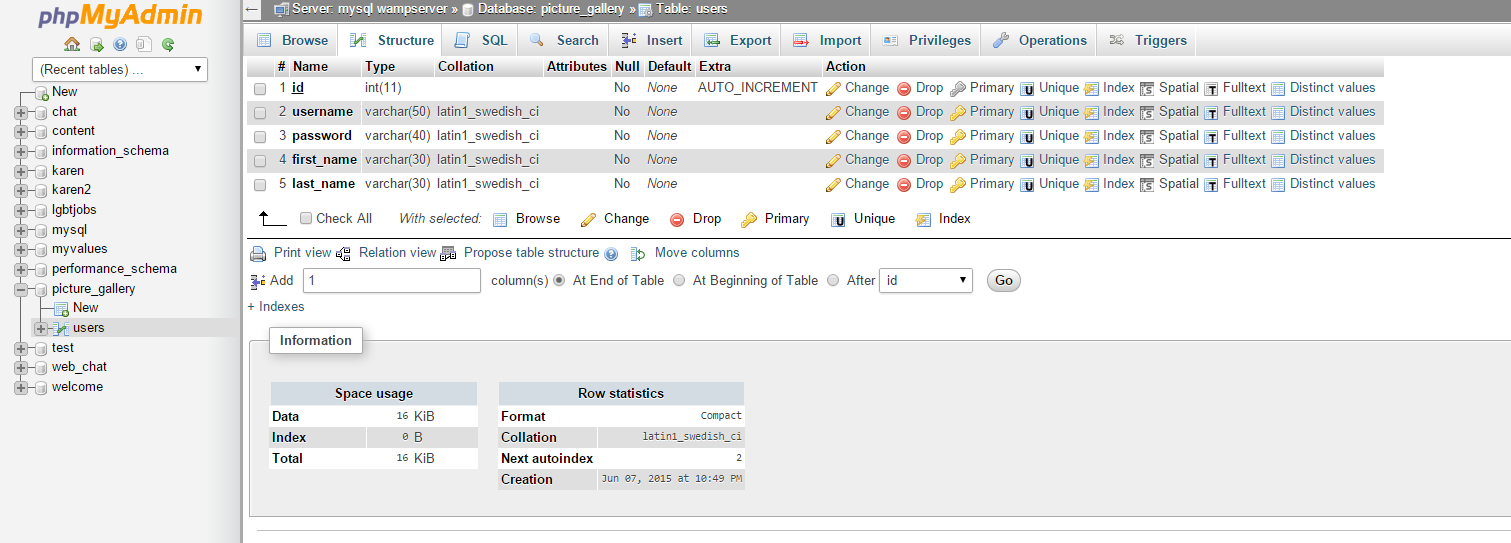 phpMyAdmin
(Recent tables) ...
New
chat
content
information_schema
karen
karen2
lgbtjobs
mysql
myvalues
performance_schema
picture_gallery
New
users
test
web_chat
welcome
Server: mysql wampserver » Database: picture_gallery » Table: users
Browse Structure SQL Search Insert Export Import Privileges Operations Triggers
# Name Type Collation Attributes Null Default Extra Action
1 id int(11) No None AUTO_INCREMENT Change Drop Primary Unique Index Spatial Fulltext Distinct values
2 username varchar(50) latin1_swedish_ci No None Change Drop Primary Unique Index Spatial Fulltext Distinct values
3 password varchar(40) latin1_swedish_ci No None Change Drop Primary Unique Index Spatial Fulltext Distinct values
4 first_name varchar(30) latin1_swedish_ci No None Change Drop Primary Unique Index Spatial Fulltext Distinct values
5 last_name varchar(30) latin1_swedish_ci No None Change Drop Primary Unique Index Spatial Fulltext Distinct values
Check All With selected: Browse Change Drop Primary Unique Index
Print view Relation view Propose table structure Move columns
Add 1 column(s) At End of Table At Beginning of Table After id Go
+ Indexes
Information
Space usage
Data 16 KiB
Index 0 B
Total 16 KiB
Row statistics
Format Compact
Collation latin1_swedish_ci
Next autoindex 2
Creation Jun 07, 2015 at 10:49 PM